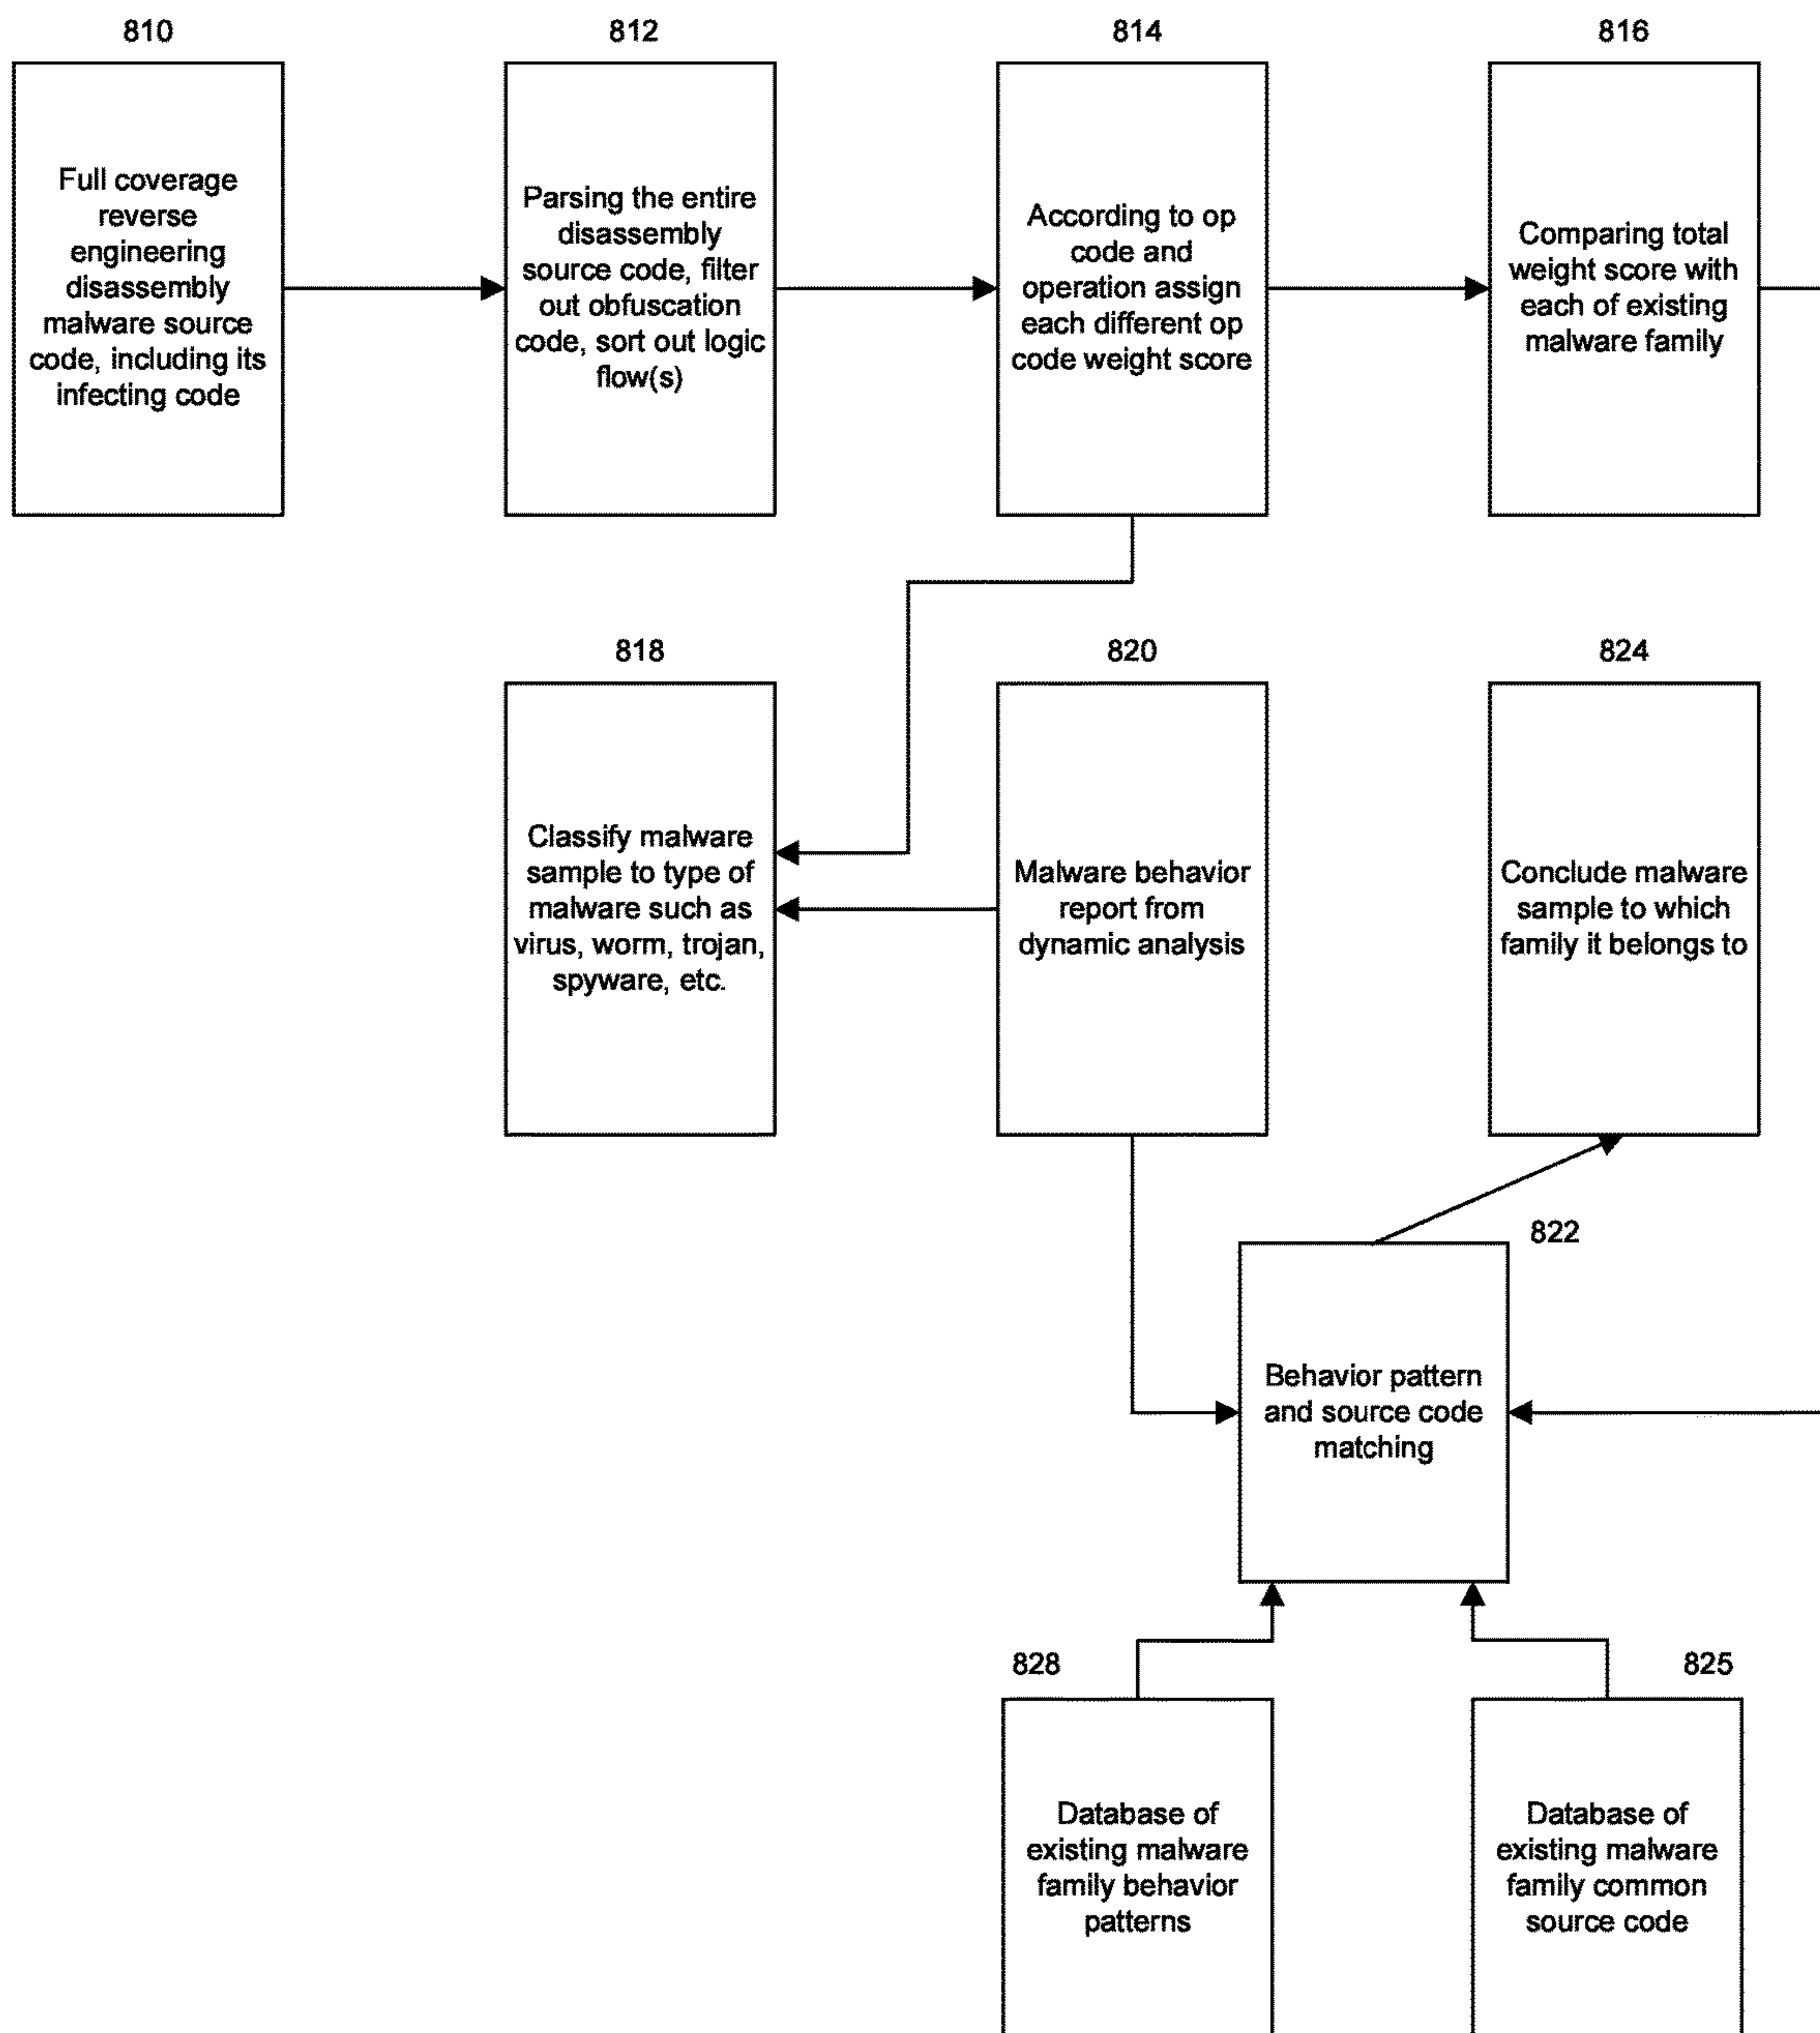 810
Full coverage
reverse
engineering
disassembly
malware source
code, including its
infecting code
812
Parsing the entire
disassembly
source code, filter
out obfuscation
code, sort out logic
flow(s)
814
According to op
code and
operation assign
each different op
code weight score
816
Comparing total
weight score with
each of existing
malware family
818
Classify malware
sample to type of
malware such as
virus, worm, trojan,
spyware, etc.
820
Malware behavior
report from
dynamic analysis
824
Conclude malware
sample to which
family it belongs to
822
Behavior pattern
and source code
matching
828
Database of
existing malware
family behavior
patterns
825
Database of
existing malware
family common
source code